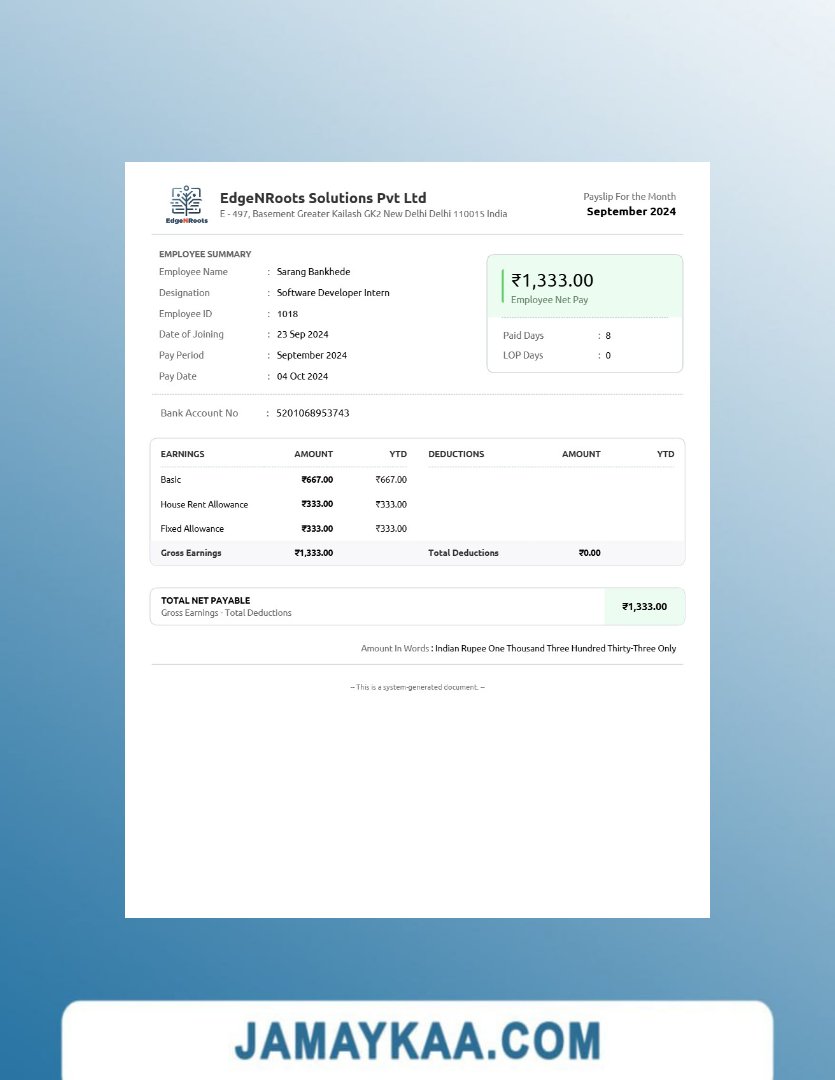 EdgeNRoots
EdgeNRoots Solutions Pvt Ltd
E - 497, Basement Greater Kailash GK2 New Delhi Delhi 110015 India
Payslip For the Month
September 2024
EMPLOYEE SUMMARY
Employee Name : Sarang Bankhede
Designation : Software Developer Intern
Employee ID : 1018
Date of Joining : 23 Sep 2024
Pay Period : September 2024
Pay Date : 04 Oct 2024
₹1,333.00
Employee Net Pay
Paid Days : 8
LOP Days : 0
Bank Account No : 5201068953743
EARNINGS AMOUNT YTD DEDUCTIONS AMOUNT YTD
Basic ₹667.00 ₹667.00
House Rent Allowance ₹333.00 ₹333.00
Fixed Allowance ₹333.00 ₹333.00
Gross Earnings ₹1,333.00 Total Deductions ₹0.00
TOTAL NET PAYABLE
Gross Earnings - Total Deductions
₹1,333.00
Amount In Words : Indian Rupee One Thousand Three Hundred Thirty-Three Only
-- This is a system-generated document. --
JAMAYKAA.COM